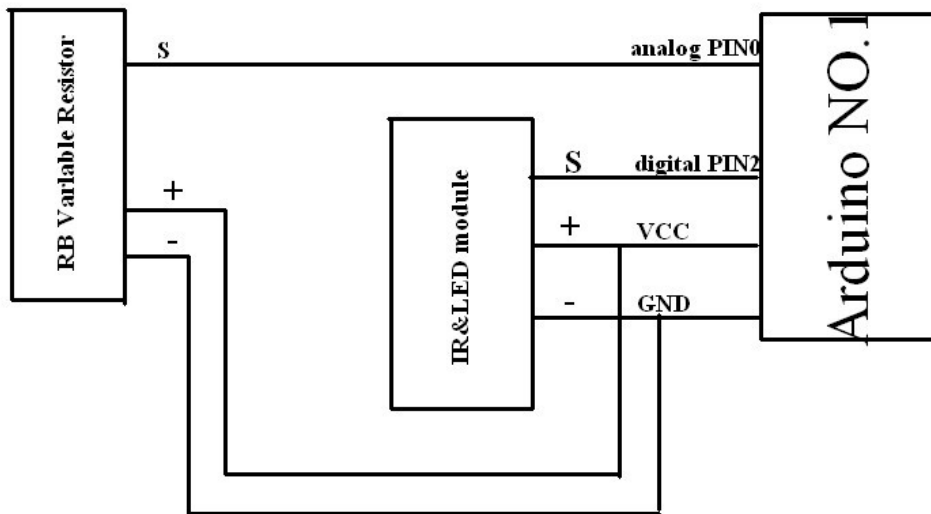 RB Varlable Resistor
S
+
-
IR&LED module
S
+
-
analog PIN0
digital PIN2
VCC
GND
Arduino NO.1